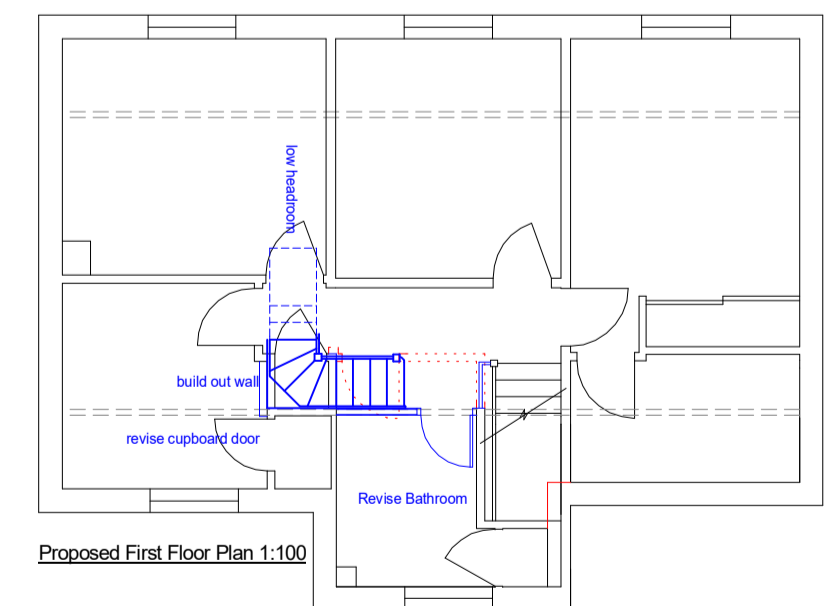 low headroom
build out wall
revise cupboard door
Revise Bathroom
Proposed First Floor Plan 1:100